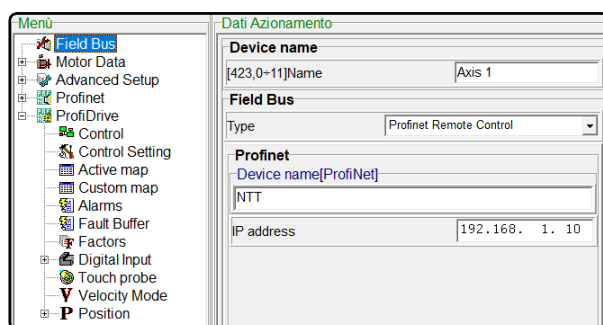 Menù
Field Bus
Motor Data
Advanced Setup
Profinet
ProfiDrive
Control
Control Setting
Active map
Custom map
Alarms
Fault Buffer
Factors
Digital Input
Touch probe
Velocity Mode
Position
Dati Azionamento
Device name
[423,0÷11]Name Axis 1
Field Bus
Type Profinet Remote Control
Profinet
Device name[ProfiNet]
NTT
IP address 192.168. 1. 10